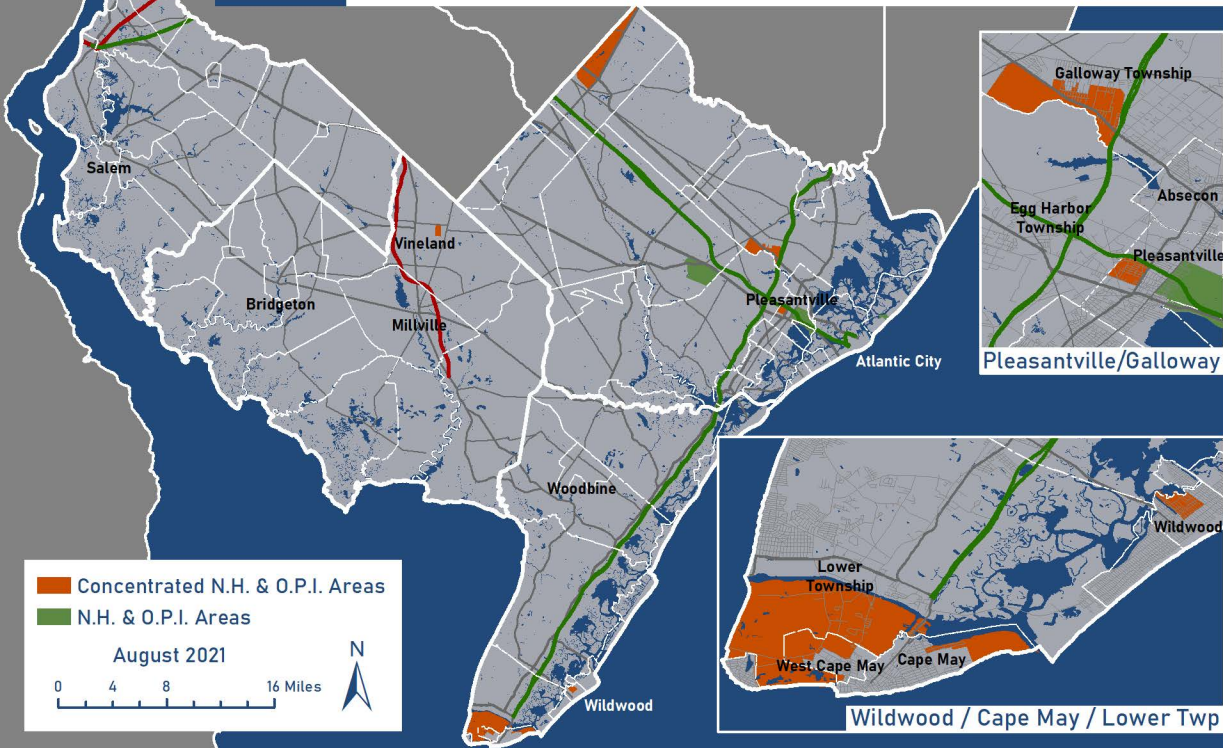 Salem
Vineland
Bridgeton
Millville
Pleasantville
Atlantic City
Woodbine
Wildwood
Galloway Township
Absecon
Egg Harbor
Township
Pleasantville
Pleasantville/Galloway
Wildwood
Lower
Township
West Cape May
Cape May
Wildwood / Cape May / Lower Twp
Concentrated N.H. & O.P.I. Areas
N.H. & O.P.I. Areas
August 2021
N
0 4 8 16 Miles